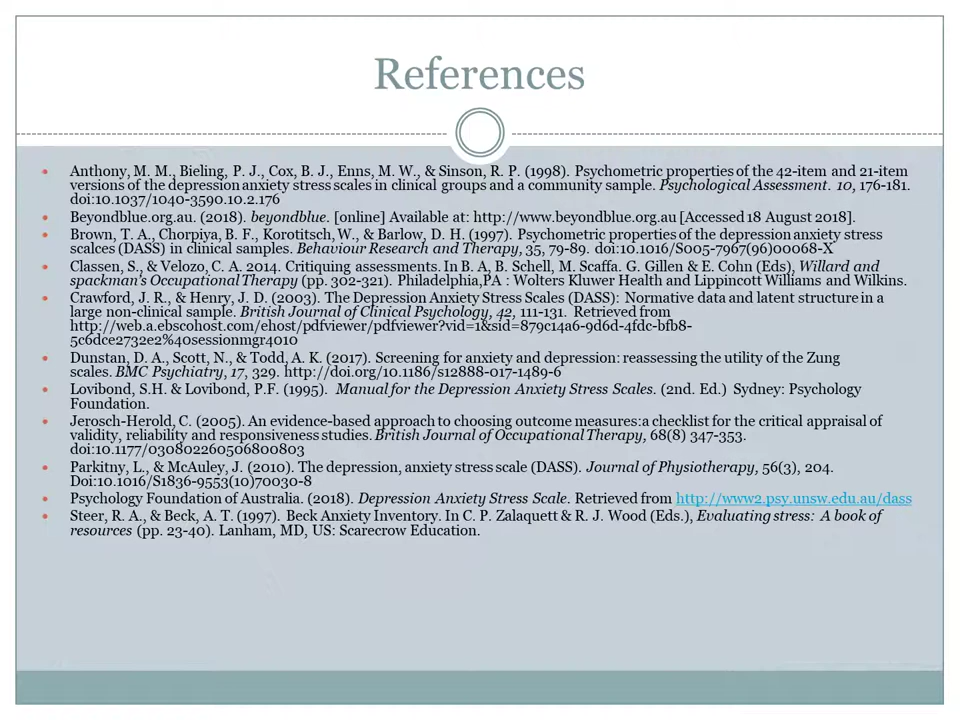 References
Anthony, M. M., Bieling, P. J., Cox, B. J., Enns, M. W., & Sinson, R. P. (1998). Psychometric properties of the 42-item and 21-item
versions of the depression anxiety stress scales in clinical groups and a community sample. Psychological Assessment. 10, 176-181.
doi:10.1037/1040-3590.10.2.176
Beyondblue.org.au. (2018). beyondblue. [online] Available at: http://www.beyondblue.org.au [Accessed 18 August 2018].
Brown, T. A., Chorpiya, B. F., Korotitsch, W., & Barlow, D. H. (1997). Psychometric properties of the depression anxiety stress
scalces (DASS) in clinical samples. Behaviour Research and Therapy, 35, 79-89. doi:10.1016/S005-7967(96)00068-X
Classen, S., & Velozo, C. A. 2014. Critiquing assessments. In B. A, B. Schell, M. Scaffa. G. Gillen & E. Cohn (Eds), Willard and
spackman's Occupational Therapy (pp. 302-321). Philadelphia,PA : Wolters Kluwer Health and Lippincott Williams and Wilkins.
Crawford, J. R., & Henry, J. D. (2003). The Depression Anxiety Stress Scales (DASS): Normative data and latent structure in a
large non-clinical sample. British Journal of Clinical Psychology, 42, 111-131. Retrieved from
http://web.a.ebscohost.com/ehost/pdfviewer/pdfviewer?vid=1&sid=879c14a6-9d6d-4fdc-bfb8-
5c6dce2732e2%40sessionmgr4010
Dunstan, D. A., Scott, N., & Todd, A. K. (2017). Screening for anxiety and depression: reassessing the utility of the Zung
scales. BMC Psychiatry, 17, 329. http://doi.org/10.1186/s12888-017-1489-6
Lovibond, S.H. & Lovibond, P.F. (1995). Manual for the Depression Anxiety Stress Scales. (2nd. Ed.) Sydney: Psychology
Foundation.
Jerosch-Herold, C. (2005). An evidence-based approach to choosing outcome measures:a checklist for the critical appraisal of
validity, reliability and responsiveness studies. British Journal of Occupational Therapy, 68(8) 347-353.
doi:10.1177/030802260506800803
Parkitny, L., & McAuley, J. (2010). The depression, anxiety stress scale (DASS). Journal of Physiotherapy, 56(3), 204.
Doi:10.1016/S1836-9553(10)70030-8
Psychology Foundation of Australia. (2018). Depression Anxiety Stress Scale. Retrieved from http://www2.psy.unsw.edu.au/dass
Steer, R. A., & Beck, A. T. (1997). Beck Anxiety Inventory. In C. P. Zalaquett & R. J. Wood (Eds.), Evaluating stress: A book of
resources (pp. 23-40). Lanham, MD, US: Scarecrow Education.